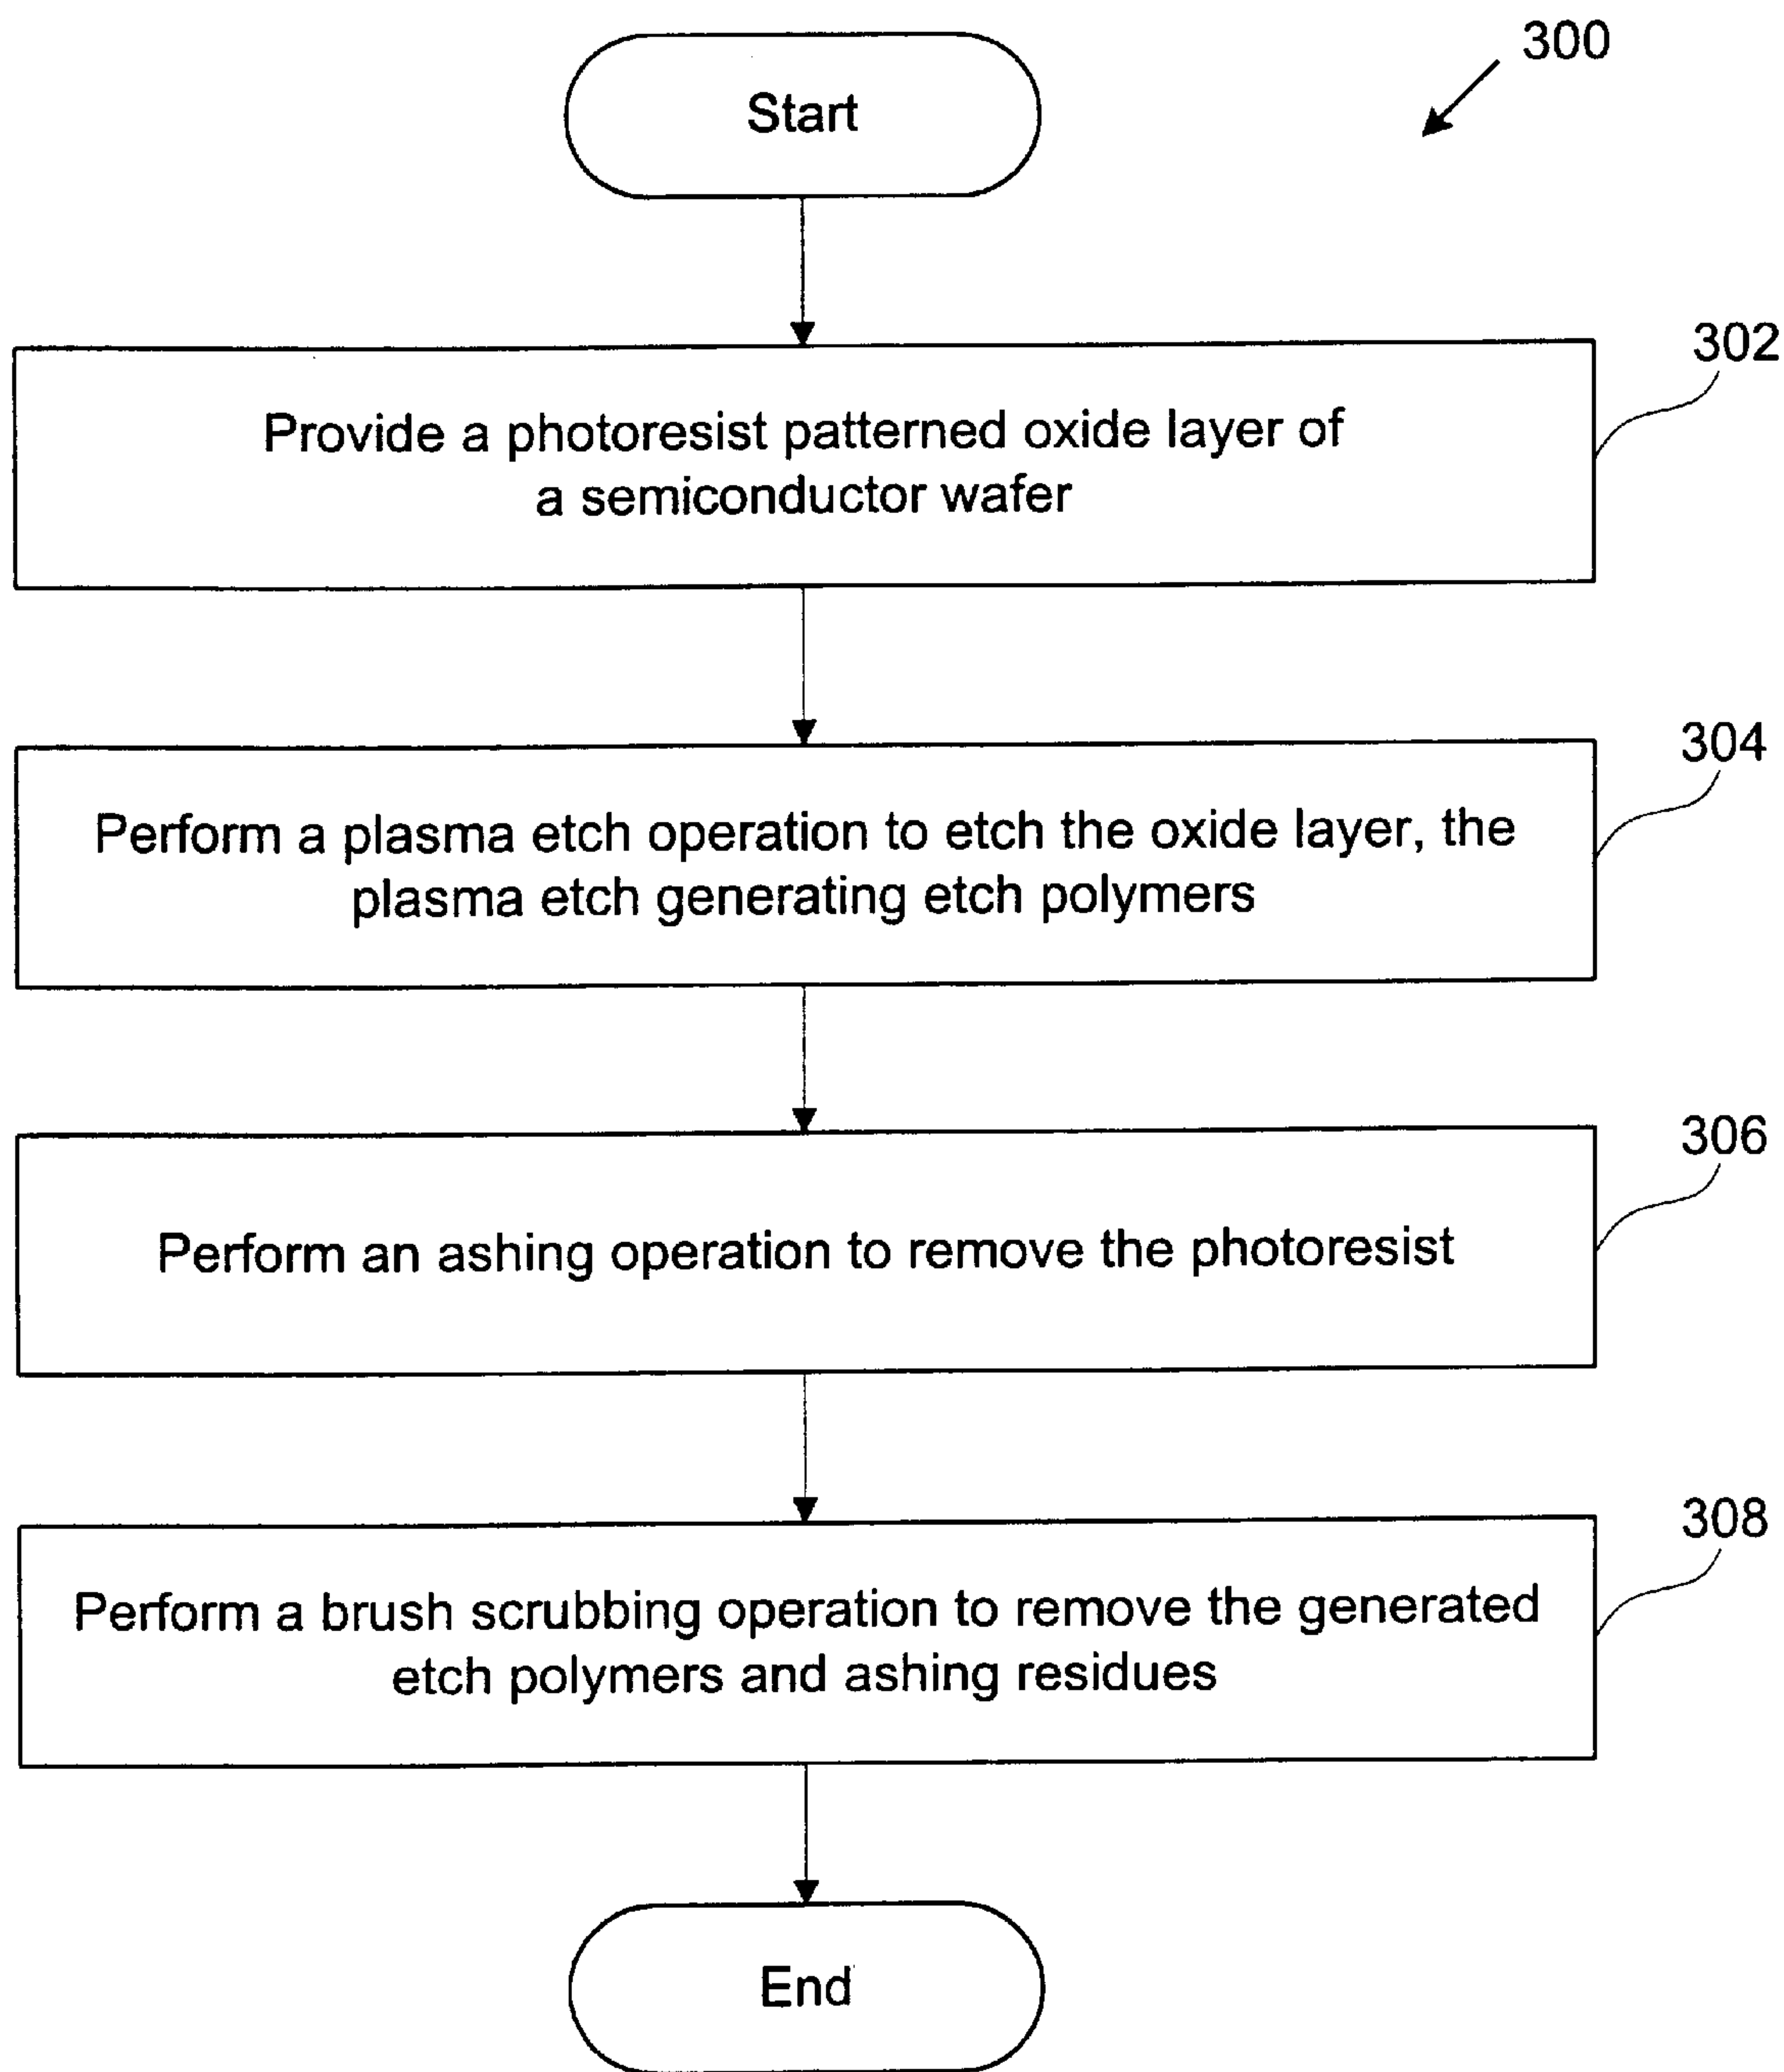 300
Start
302
Provide a photoresist patterned oxide layer of
a semiconductor wafer
304
Perform a plasma etch operation to etch the oxide layer, the
plasma etch generating etch polymers
306
Perform an ashing operation to remove the photoresist
308
Perform a brush scrubbing operation to remove the generated
etch polymers and ashing residues
End